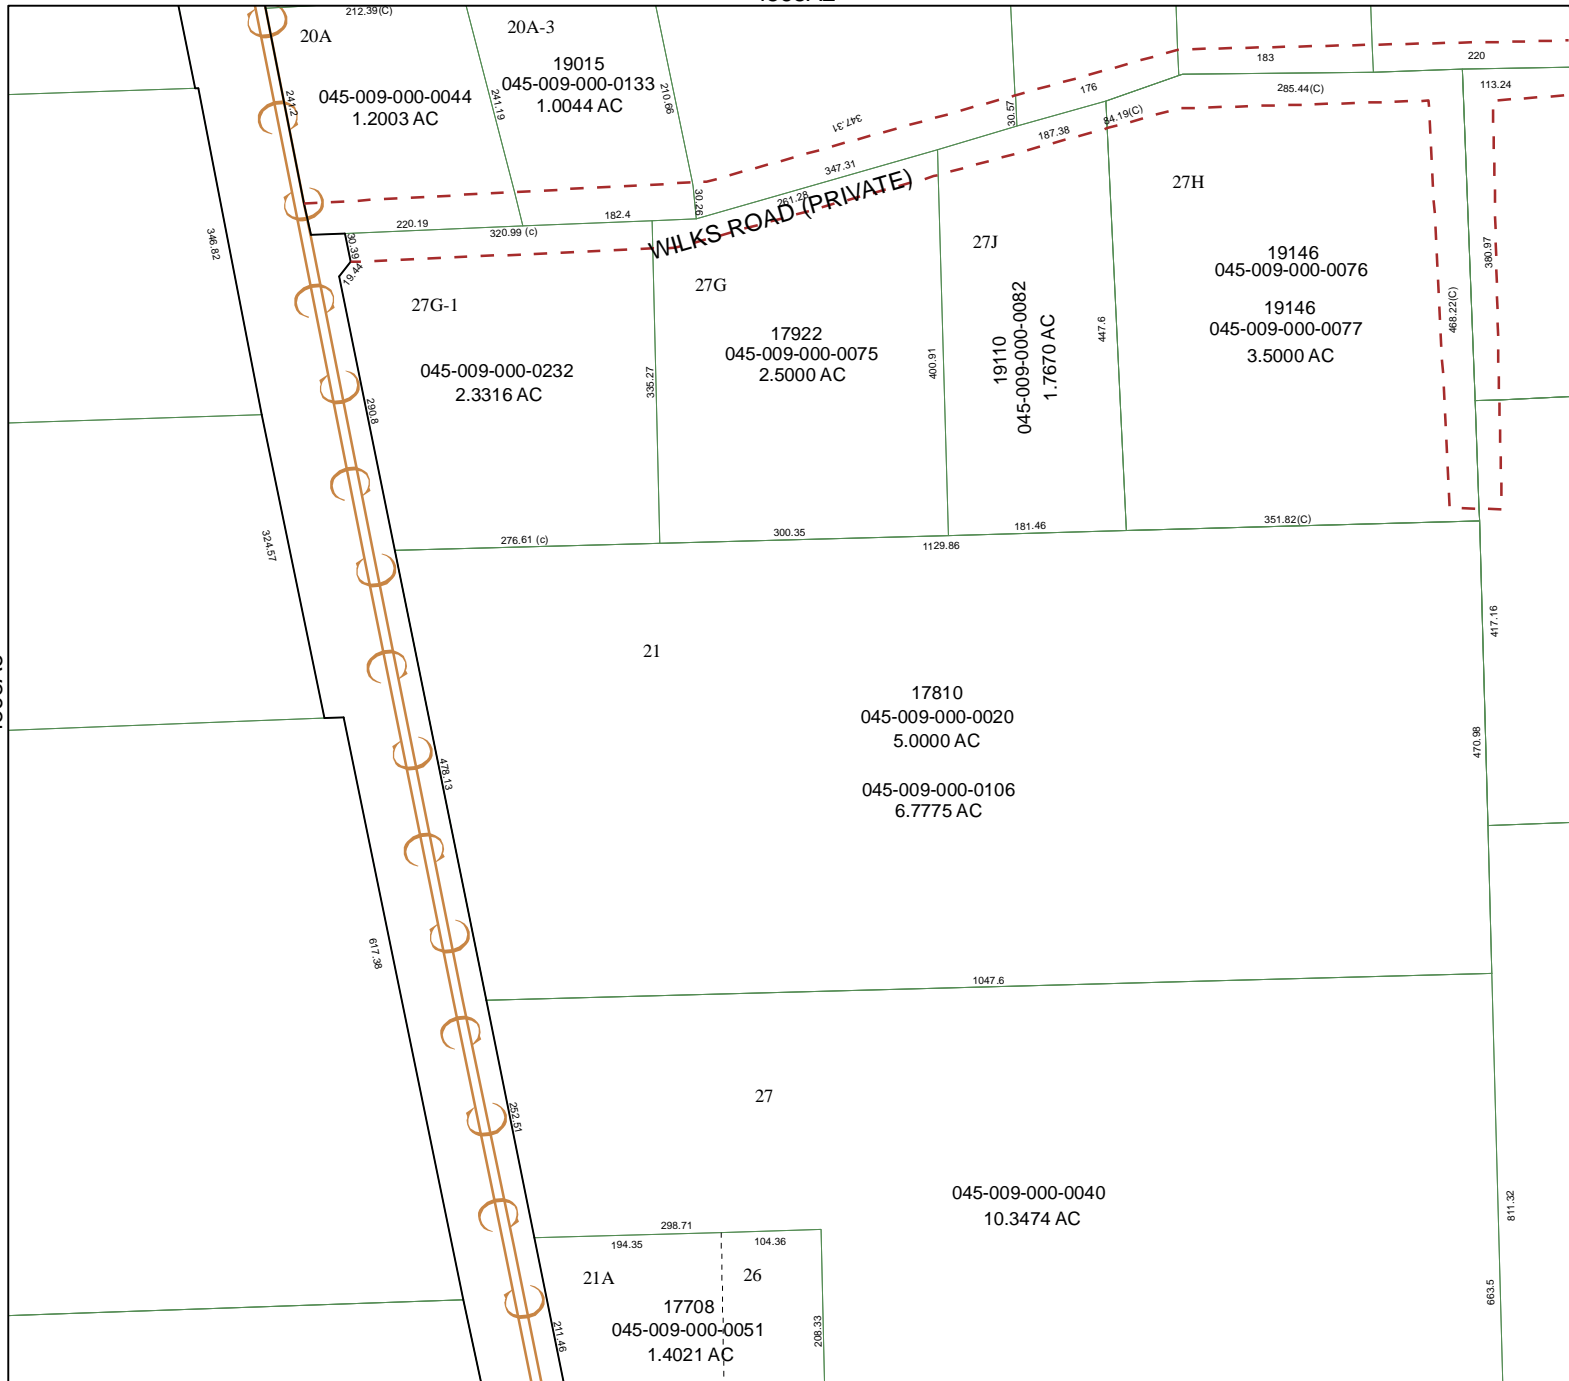 212.39(C)
20A
20A-3
19015
045-009-000-0133
1.0044 AC
045-009-000-0044
1.2003 AC
241.2
241.19
210.66
347.31
30.57
176
183
220
285.44(C)
113.24
84.19(C)
187.38
347.31
261.28
WILKS ROAD (PRIVATE)
30.26
182.4
220.19
320.99 (c)
30.39
19.44
346.82
27G-1
045-009-000-0232
2.3316 AC
290.8
335.27
27G
17922
045-009-000-0075
2.5000 AC
400.91
27J
19110
045-009-000-0082
1.7670 AC
447.6
27H
19146
045-009-000-0076
19146
045-009-000-0077
3.5000 AC
468.22(C)
380.97
276.61 (c)
300.35
181.46
351.82(C)
1129.86
324.57
417.16
21
17810
045-009-000-0020
5.0000 AC
045-009-000-0106
6.7775 AC
470.98
478.13
617.38
1047.6
27
252.51
045-009-000-0040
10.3474 AC
811.32
298.71
194.35
104.36
21A
26
17708
045-009-000-0051
1.4021 AC
208.33
211.46
663.5